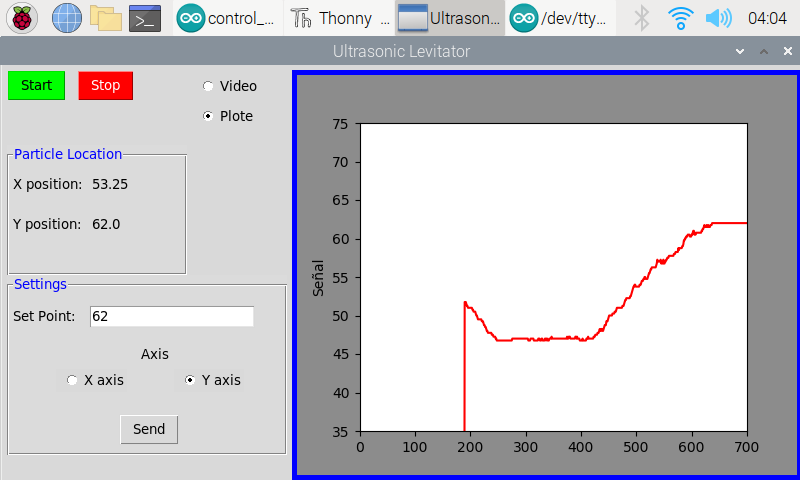 control_... Thonny ... Ultrason... /dev/tty... 04:04
Ultrasonic Levitator
Start Stop
Video
Plote
Particle Location
X position: 53.25
Y position: 62.0
Settings
Set Point: 62
Axis
X axis Y axis
Send
75
70
65
60
55
50
45
40
35
Señal
0 100 200 300 400 500 600 700